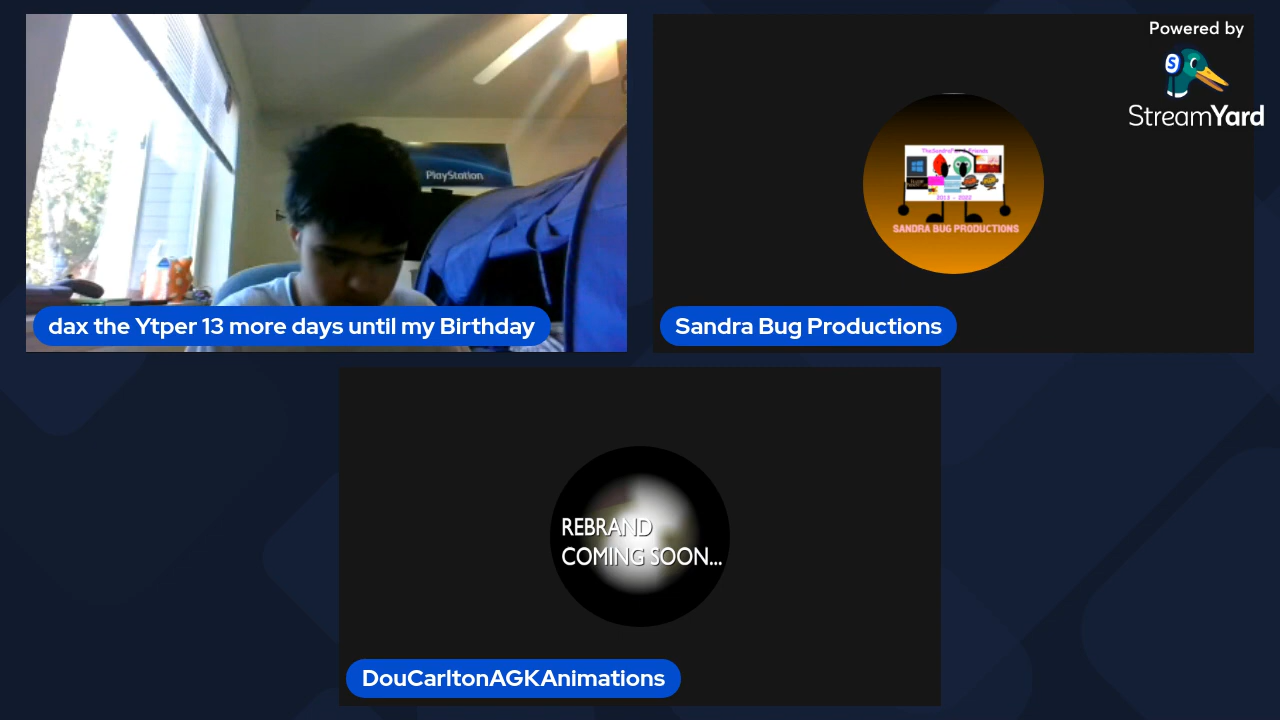 Powered by
StreamYard
PlayStation
dax the Ytper 13 more days until my Birthday
SANDRA BUG PRODUCTIONS
Sandra Bug Productions
REBRAND
COMING SOON...
DouCarltonAGKAnimations